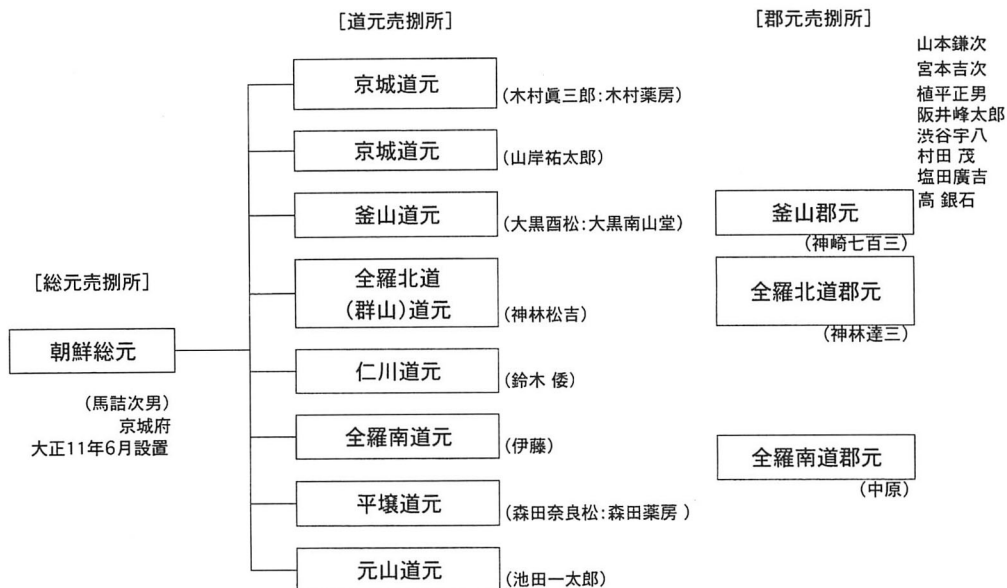 [総元売捌所]
朝鮮総元
(馬詰次男)
京城府
大正11年6月設置
[道元売捌所]
京城道元
(木村眞三郎:木村薬房)
京城道元
(山岸祐太郎)
釜山道元
(大黒酉松:大黒南山堂)
全羅北道
(群山)道元
(神林松吉)
仁川道元
(鈴木 倭)
全羅南道元
(伊藤)
平壌道元
(森田奈良松:森田薬房 )
元山道元
(池田一太郎)
[郡元売捌所]
山本鎌次
宮本吉次
植平正男
阪井峰太郎
渋谷宇八
村田 茂
塩田廣吉
高 銀石
釜山郡元
(神崎七百三)
全羅北道郡元
(神林達三)
全羅南道郡元
(中原)